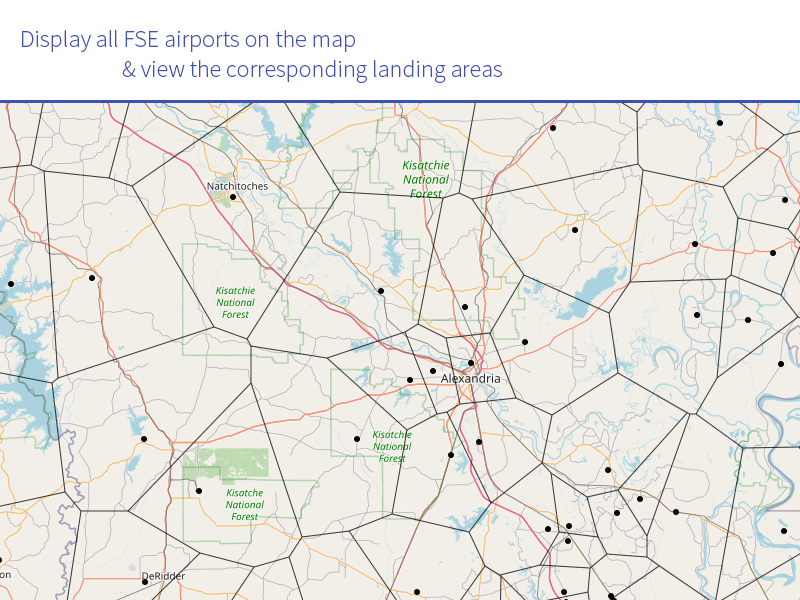 Display all FSE airports on the map
& view the corresponding landing areas
Kisatchie
National
Forest
Natchitoches
Kisatchie
National
Forest
Alexandria
Kisatchie
National
Forest
Kisatche
National
Forest
on
DeRidder